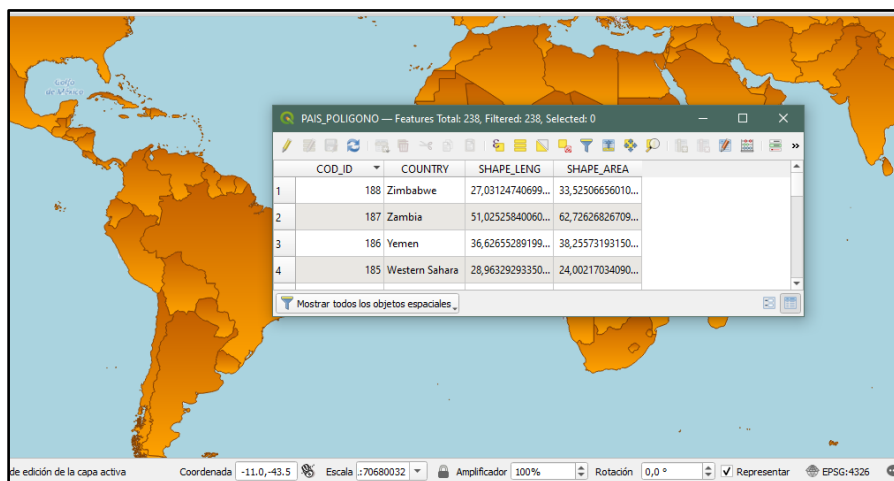 Golfo
de México
PAIS_POLIGONO — Features Total: 238, Filtered: 238, Selected: 0
COD_ID COUNTRY SHAPE_LENG SHAPE_AREA
1 188 Zimbabwe 27,03124740699... 33,52506656010...
2 187 Zambia 51,02525840060... 62,72626826709...
3 186 Yemen 36,62655289199... 38,25573193150...
4 185 Western Sahara 28,96329293350... 24,00217034090...
Mostrar todos los objetos espaciales
de edición de la capa activa Coordenada -11.0,-43.5 Escala .:70680032 Amplificador 100% Rotación 0,0 ° Representar EPSG:4326